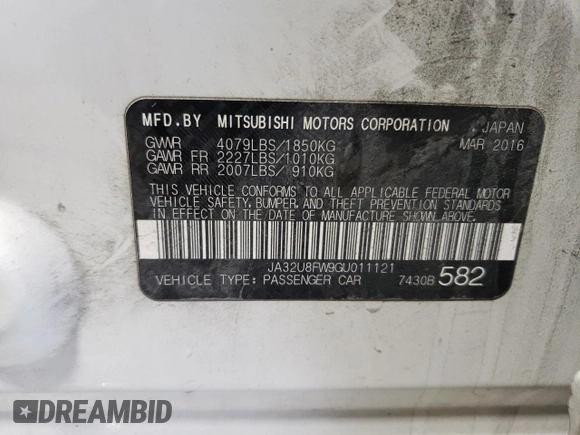 MFD.BY MITSUBISHI MOTORS CORPORATION . JAPAN
GVWR 4079LBS/1850KG MAR 2016
GAWR FR 2227LBS/1010KG
GAWR RR 2007LBS/ 910KG
THIS VEHICLE CONFORMS TO ALL APPLICABLE FEDERAL MOTOR
VEHICLE SAFETY, BUMPER, AND THEFT PREVENTION STANDARDS
IN EFFECT ON THE DATE OF MANUFACTURE SHOWN ABOVE.
JA32U8FW9GU011121
VEHICLE TYPE: PASSENGER CAR 7430B 582
DREAMBID